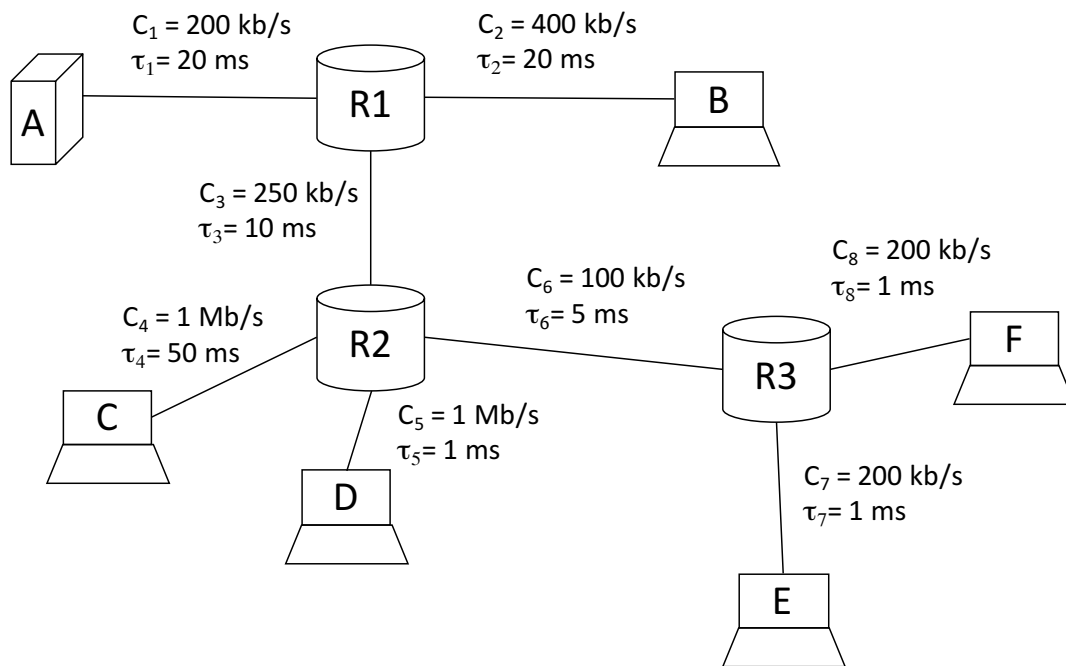 C₁ = 200 kb/s
τ₁= 20 ms
C₂ = 400 kb/s
τ₂= 20 ms
A
R1
B
C₃ = 250 kb/s
τ₃= 10 ms
C₈ = 200 kb/s
τ₈= 1 ms
C₆ = 100 kb/s
τ₆= 5 ms
C₄ = 1 Mb/s
τ₄= 50 ms
R2
F
R3
C
C₅ = 1 Mb/s
τ₅= 1 ms
D
C₇ = 200 kb/s
τ₇= 1 ms
E